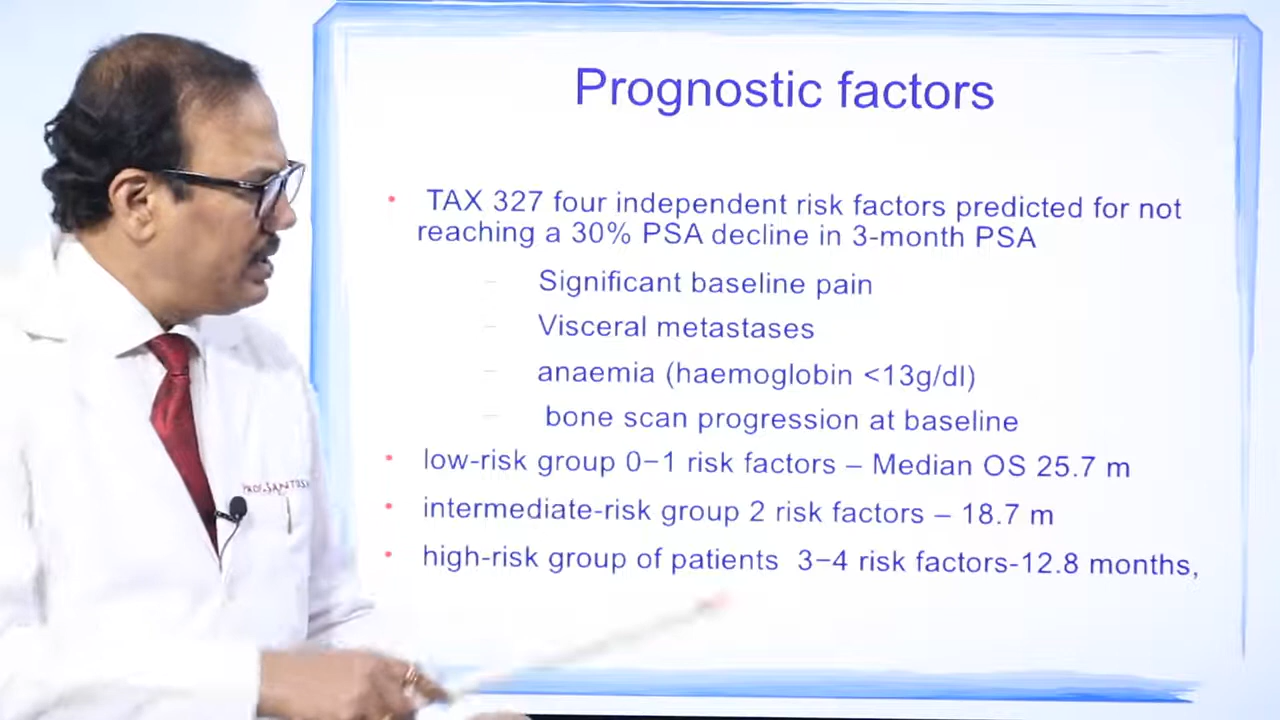 Prognostic factors
• TAX 327 four independent risk factors predicted for not
reaching a 30% PSA decline in 3-month PSA
– Significant baseline pain
– Visceral metastases
– anaemia (haemoglobin <13g/dl)
– bone scan progression at baseline
• low-risk group 0–1 risk factors – Median OS 25.7 m
• intermediate-risk group 2 risk factors – 18.7 m
• high-risk group of patients 3–4 risk factors-12.8 months,
PROF.SANTOSH